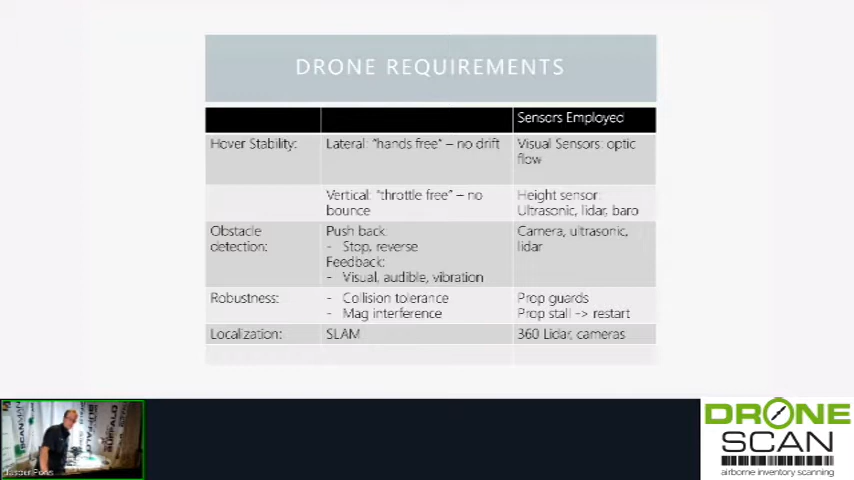 DRONE REQUIREMENTS
Sensors Employed
Hover Stability:
Lateral: "hands free" – no drift
Visual Sensors: optic
flow
Vertical: "throttle free" – no
bounce
Height sensor:
Ultrasonic, lidar, baro
Obstacle
detection:
Push back:
- Stop, reverse
Feedback:
- Visual, audible, vibration
Camera, ultrasonic,
lidar
Robustness:
- Collision tolerance
- Mag interference
Prop guards
Prop stall -> restart
Localization:
SLAM
360 Lidar, cameras
SCANMAN
BUFFALO
DRONE
SCAN
airborne inventory scanning